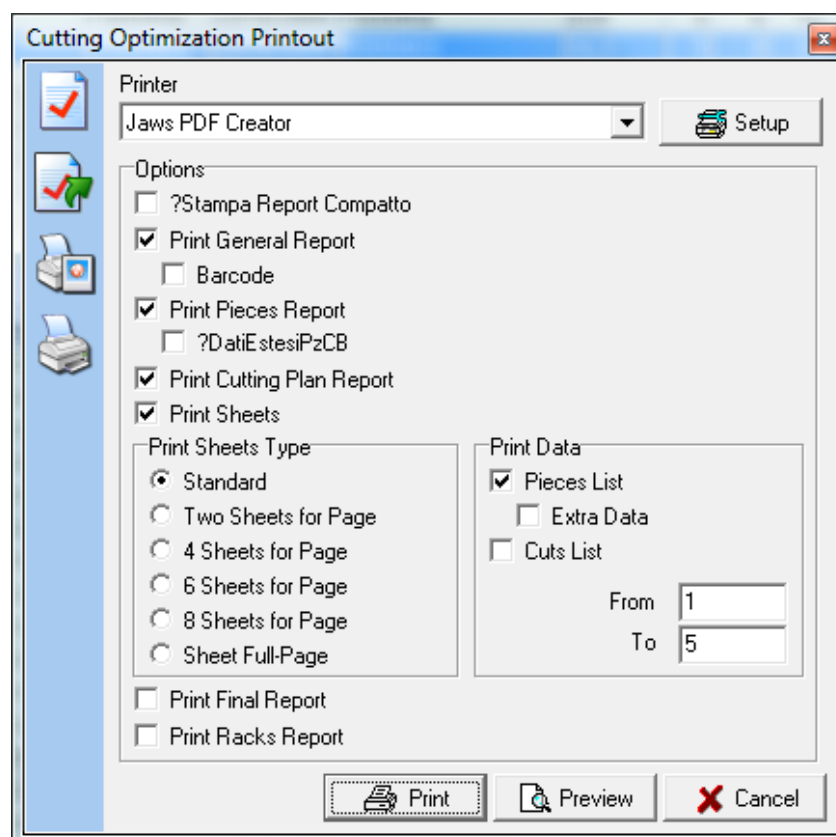 Cutting Optimization Printout
Printer
Jaws PDF Creator
Setup
Options
?Stampa Report Compatto
Print General Report
Barcode
Print Pieces Report
?DatiEstesiPzCB
Print Cutting Plan Report
Print Sheets
Print Sheets Type
Standard
Two Sheets for Page
4 Sheets for Page
6 Sheets for Page
8 Sheets for Page
Sheet Full-Page
Print Data
Pieces List
Extra Data
Cuts List
From 1
To 5
Print Final Report
Print Racks Report
Print
Preview
Cancel